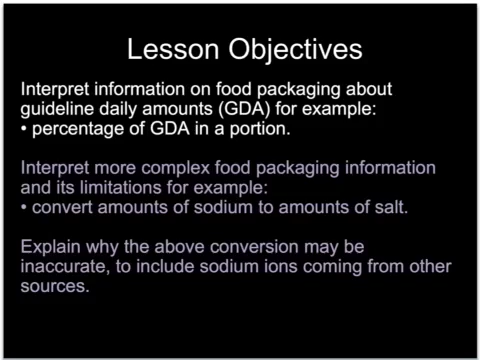 Lesson Objectives
Interpret information on food packaging about
guideline daily amounts (GDA) for example:
• percentage of GDA in a portion.
Interpret more complex food packaging information
and its limitations for example:
• convert amounts of sodium to amounts of salt.
Explain why the above conversion may be
inaccurate, to include sodium ions coming from other
sources.